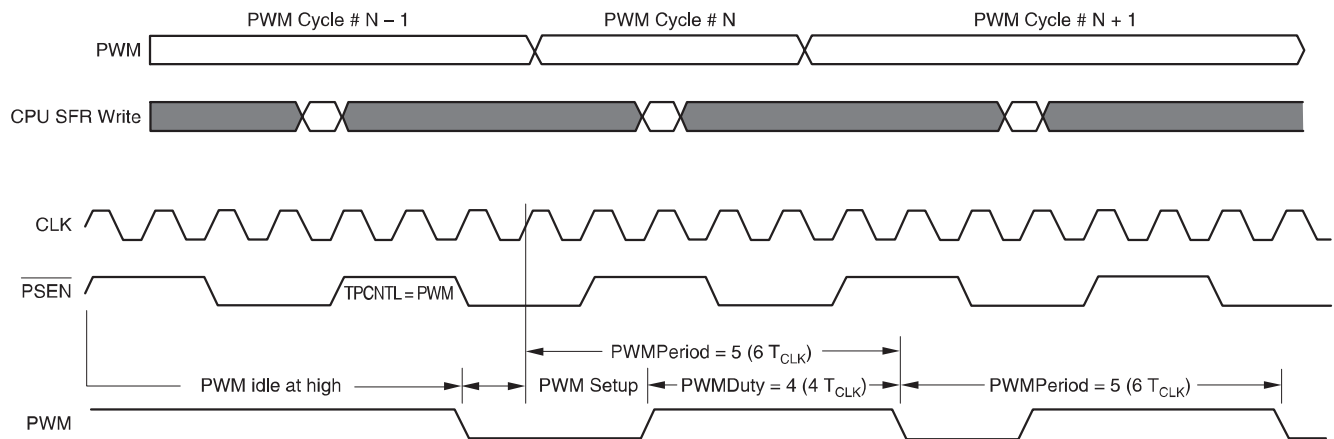 PWM Cycle # N – 1
PWM Cycle # N
PWM Cycle # N + 1
PWM
CPU SFR Write
CLK
PSEN
TPCNTL = PWM
PWMPeriod = 5 (6 TCLK)
PWM idle at high
PWM Setup
PWMDuty = 4 (4 TCLK)
PWMPeriod = 5 (6 TCLK)
PWM